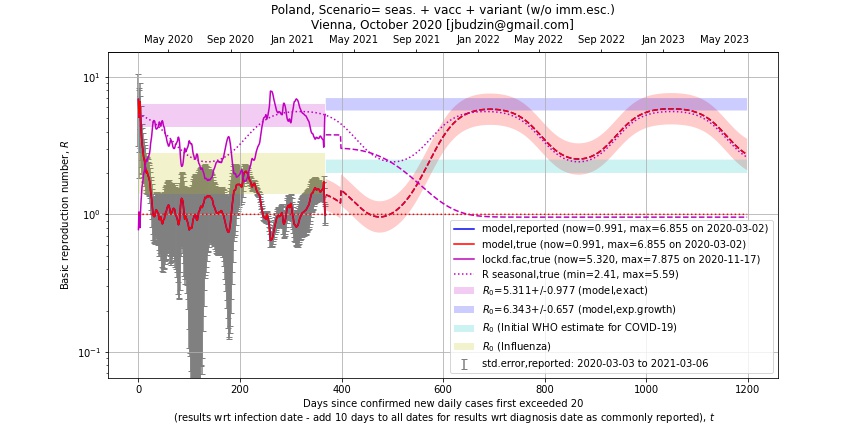 Poland, Scenario= seas. + vacc + variant (w/o imm.esc.)
Vienna, October 2020 [jbudzin@gmail.com]
May 2020 Sep 2020 Jan 2021 May 2021 Sep 2021 Jan 2022 May 2022 Sep 2022 Jan 2023 May 2023
10¹
10⁰
10⁻¹
Basic reproduction number, R
model,reported (now=0.991, max=6.855 on 2020-03-02)
model,true (now=0.991, max=6.855 on 2020-03-02)
lockd.fac,true (now=5.320, max=7.875 on 2020-11-17)
R seasonal,true (min=2.41, max=5.59)
R₀=5.311+/-0.977 (model,exact)
R₀=6.343+/-0.657 (model,exp.growth)
R₀ (Initial WHO estimate for COVID-19)
R₀ (Influenza)
std.error,reported: 2020-03-03 to 2021-03-06
0 200 400 600 800 1000 1200
Days since confirmed new daily cases first exceeded 20
(results wrt infection date - add 10 days to all dates for results wrt diagnosis date as commonly reported), t